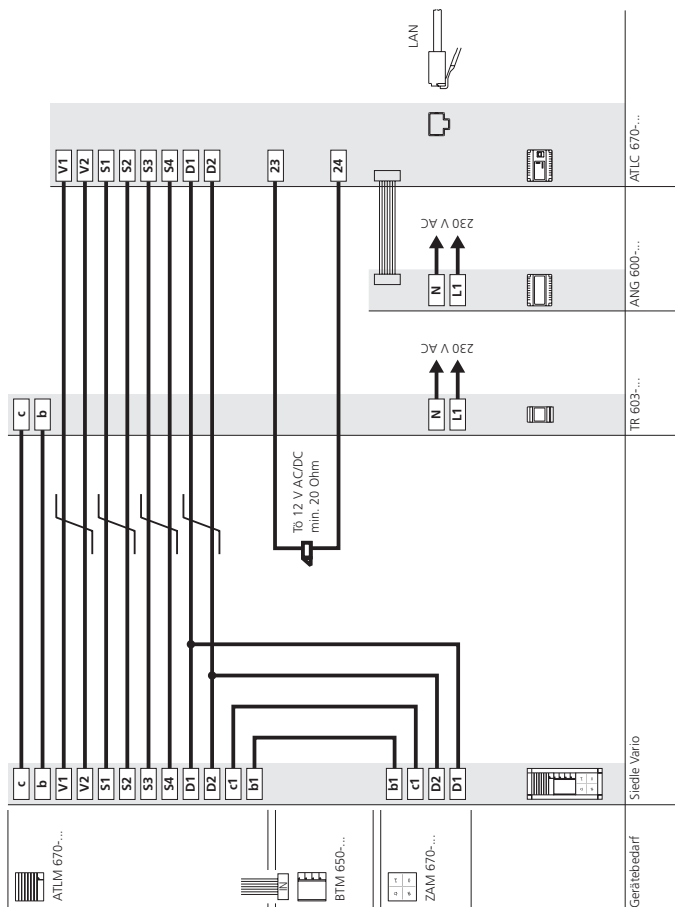 LAN
V1
V2
S1
S2
S3
S4
D1
D2
23
24
ATLC 670-...
230 V AC
N
L1
ANG 600-...
c
b
230 V AC
N
L1
TR 603-...
Tö 12 V AC/DC
min. 20 Ohm
c
b
V1
V2
S1
S2
S3
S4
D1
D2
c1
b1
b1
c1
D2
D1
Siedle Vario
ATLM 670-...
IN
BTM 650-...
ZAM 670-...
Gerätebedarf